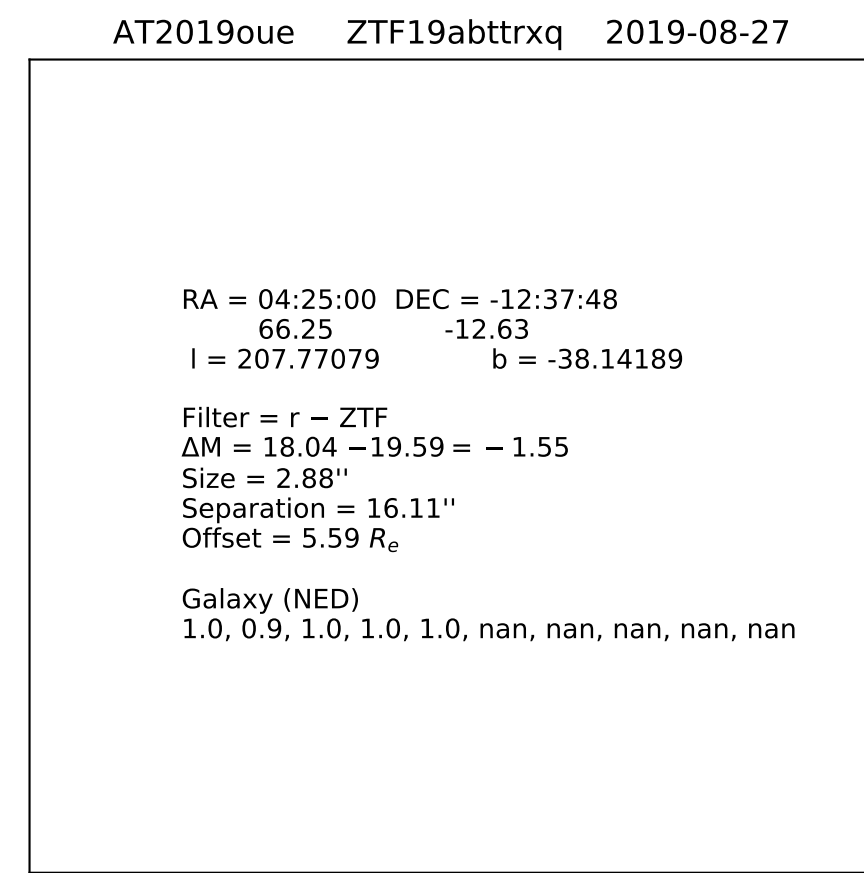 AT2019oue ZTF19abttrxq 2019-08-27
RA = 04:25:00 DEC = -12:37:48
66.25 -12.63
l = 207.77079 b = -38.14189
Filter = r − ZTF
ΔM = 18.04 −19.59 = − 1.55
Size = 2.88''
Separation = 16.11''
Offset = 5.59 Re
Galaxy (NED)
1.0, 0.9, 1.0, 1.0, 1.0, nan, nan, nan, nan, nan